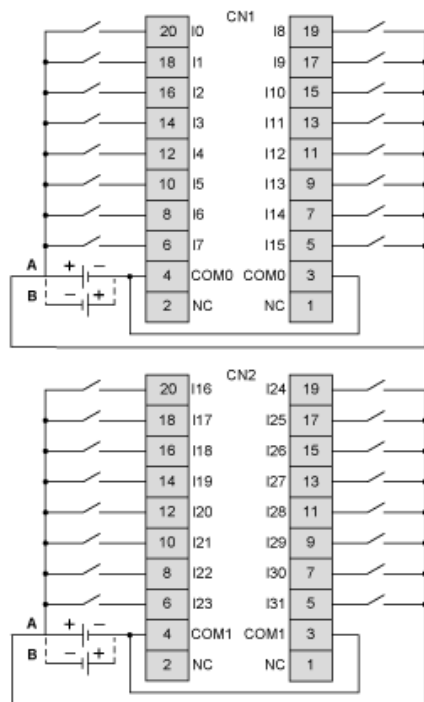 CN1
20 I0 I8 19
18 I1 I9 17
16 I2 I10 15
14 I3 I11 13
12 I4 I12 11
10 I5 I13 9
8 I6 I14 7
6 I7 I15 5
A + − 4 COM0 COM0 3
B − + 2 NC NC 1
CN2
20 I16 I24 19
18 I17 I25 17
16 I18 I26 15
14 I19 I27 13
12 I20 I28 11
10 I21 I29 9
8 I22 I30 7
6 I23 I31 5
A + − 4 COM1 COM1 3
B − + 2 NC NC 1